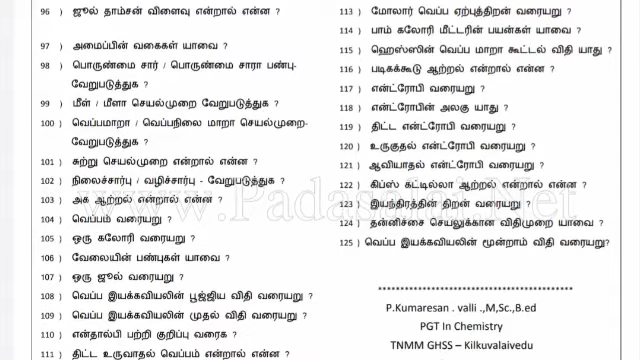 96 ) ஜூல் தாம்சன் விளைவு என்றால் என்ன ?
97 ) அமைப்பின் வகைகள் யாவை ?
98 ) பொருண்மை சார் / பொருண்மை சாரா பண்பு-
வேறுபடுத்துக ?
99 ) மீள் / மீளா செயல்முறை வேறுபடுத்துக ?
100 ) வெப்பமாறா / வெப்பநிலை மாறா செயல்முறை-
வேறுபடுத்துக ?
101 ) சுற்று செயல்முறை என்றால் என்ன ?
102 ) நிலைச்சார்பு / வழிச்சார்பு - வேறுபடுத்துக ?
103 ) அக ஆற்றல் என்றால் என்ன ?
104 ) வெப்பம் வரையறு ?
105 ) ஒரு கலோரி வரையறு ?
106 ) வேலையின் பண்புகள் யாவை ?
107 ) ஒரு ஜூல் வரையறு ?
108 ) வெப்ப இயக்கவியலின் பூஜ்ஜிய விதி வரையறு ?
109 ) வெப்ப இயக்கவியலின் முதல் விதி வரையறு ?
110 ) என்தால்பி பற்றி குறிப்பு வரைக ?
111 ) திட்ட உருவாதல் வெப்பம் என்றால் என்ன ?
113 ) மோலார் வெப்ப ஏற்புத்திறன் வரையறு ?
114 ) பாம் கலோரி மீட்டரின் பயன்கள் யாவை ?
115 ) ஹெஸ்ஸின் வெப்ப மாறா கூட்டல் விதி யாது ?
116 ) படிகக்கூடு ஆற்றல் என்றால் என்ன ?
117 ) என்ட்ரோபி வரையறு ?
118 ) என்ட்ரோபின் அலகு யாது ?
119 ) திட்ட என்ட்ரோபி வரையறு ?
120 ) உருகுதல் என்ட்ரோபி வரையறு ?
121 ) ஆவியாதல் என்ட்ரோபி வரையறு ?
122 ) கிப்ஸ் கட்டில்லா ஆற்றல் என்றால் என்ன ?
123 ) இயந்திரத்தின் திறன் வரையறு ?
124 ) தன்னிச்சை செயலுக்கான விதிமுறை யாவை ?
125 ) வெப்ப இயக்கவியலின் மூன்றாம் விதி வரையறு?
********************************************
P.Kumaresan . valli .,M,Sc.,B.ed
PGT In Chemistry
TNMM GHSS – Kilkuvalaivedu
www.Padasalai.Net